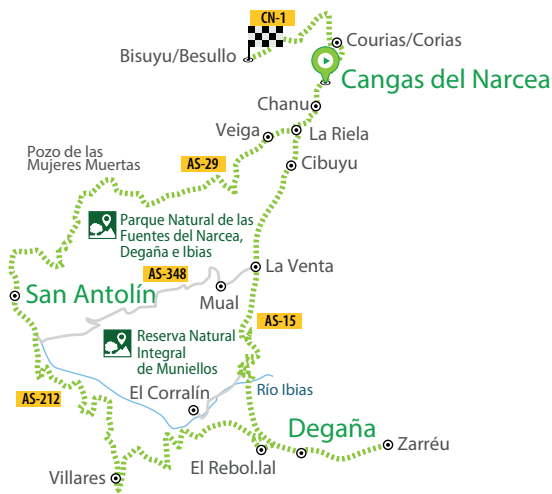 CN-1
Bisuyu/Besullo
Courias/Corias
Cangas del Narcea
Chanu
Veiga
La Riela
Cibuyu
Pozo de las
Mujeres Muertas
AS-29
Parque Natural de las
Fuentes del Narcea,
Degaña e Ibias
AS-348
La Venta
San Antolín
Mual
AS-15
Reserva Natural
Integral
de Muniellos
El Corralín
Río Ibias
AS-212
Degaña
Zarréu
El Rebol.lal
Villares